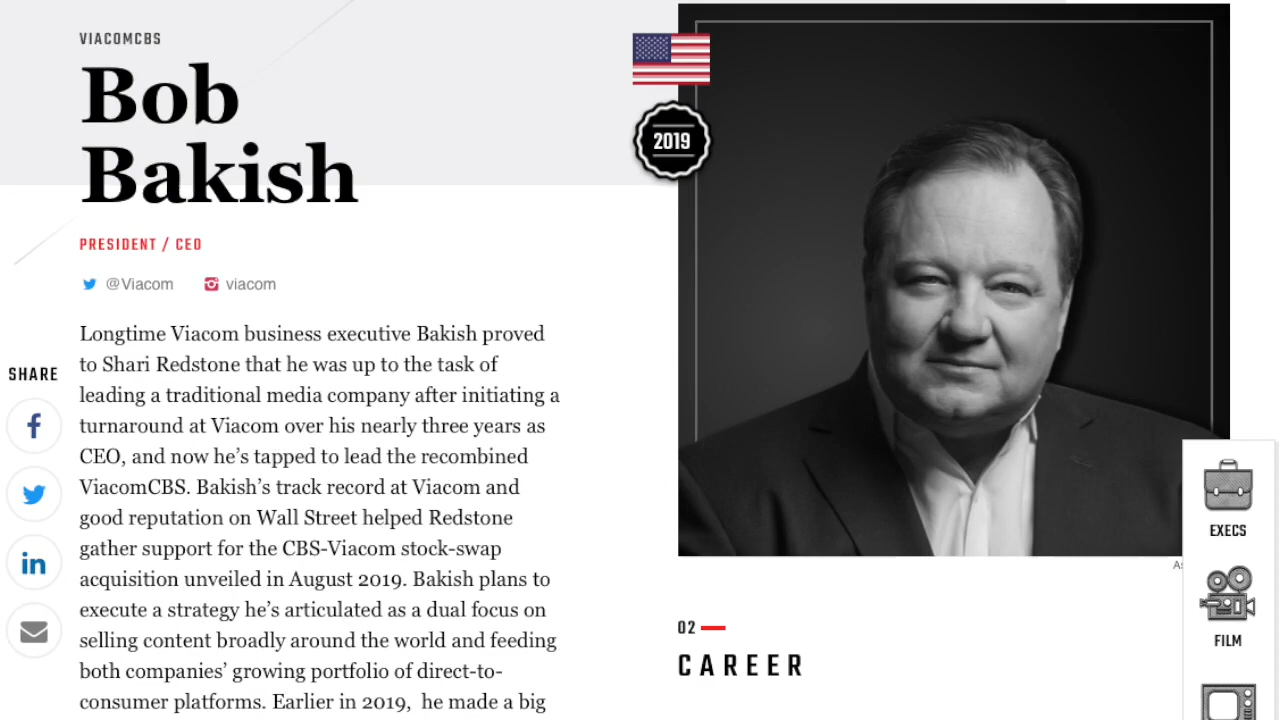 VIACOMCBS
Bob
Bakish
PRESIDENT / CEO
@Viacom viacom
Longtime Viacom business executive Bakish proved
to Shari Redstone that he was up to the task of
leading a traditional media company after initiating a
turnaround at Viacom over his nearly three years as
CEO, and now he’s tapped to lead the recombined
ViacomCBS. Bakish’s track record at Viacom and
good reputation on Wall Street helped Redstone
gather support for the CBS-Viacom stock-swap
acquisition unveiled in August 2019. Bakish plans to
execute a strategy he’s articulated as a dual focus on
selling content broadly around the world and feeding
both companies’ growing portfolio of direct-to-
consumer platforms. Earlier in 2019,  he made a big
SHARE
2019
02
CAREER
EXECS
FILM